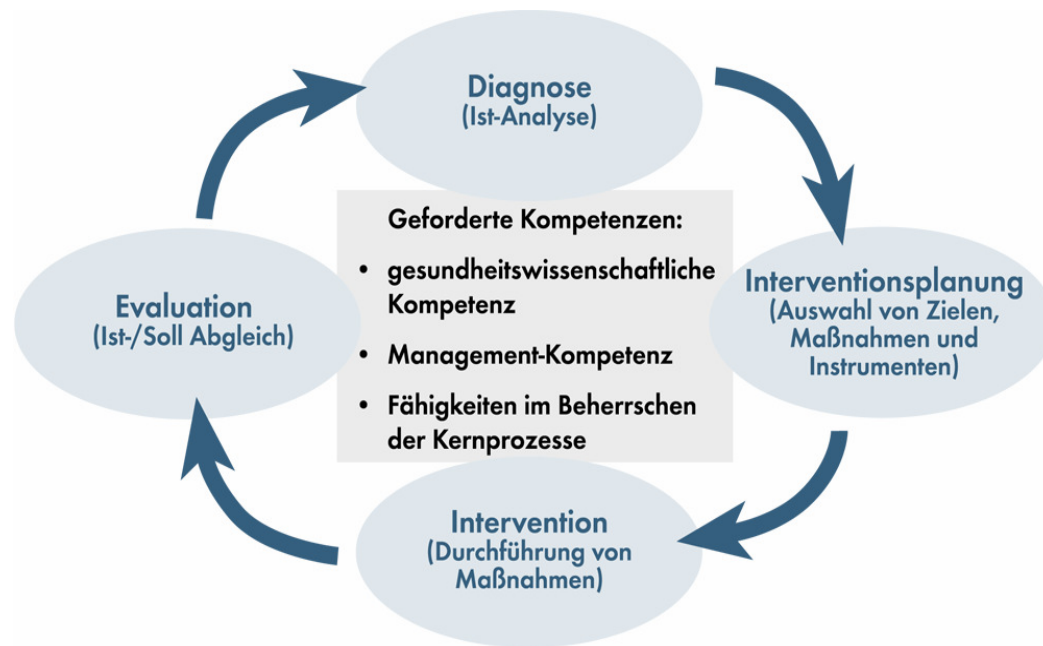 Diagnose
(Ist-Analyse)
Geforderte Kompetenzen:
• gesundheitswissenschaftliche
Kompetenz
• Management-Kompetenz
• Fähigkeiten im Beherrschen
der Kernprozesse
Interventionsplanung
(Auswahl von Zielen,
Maßnahmen und
Instrumenten)
Intervention
(Durchführung von
Maßnahmen)
Evaluation
(Ist-/Soll Abgleich)